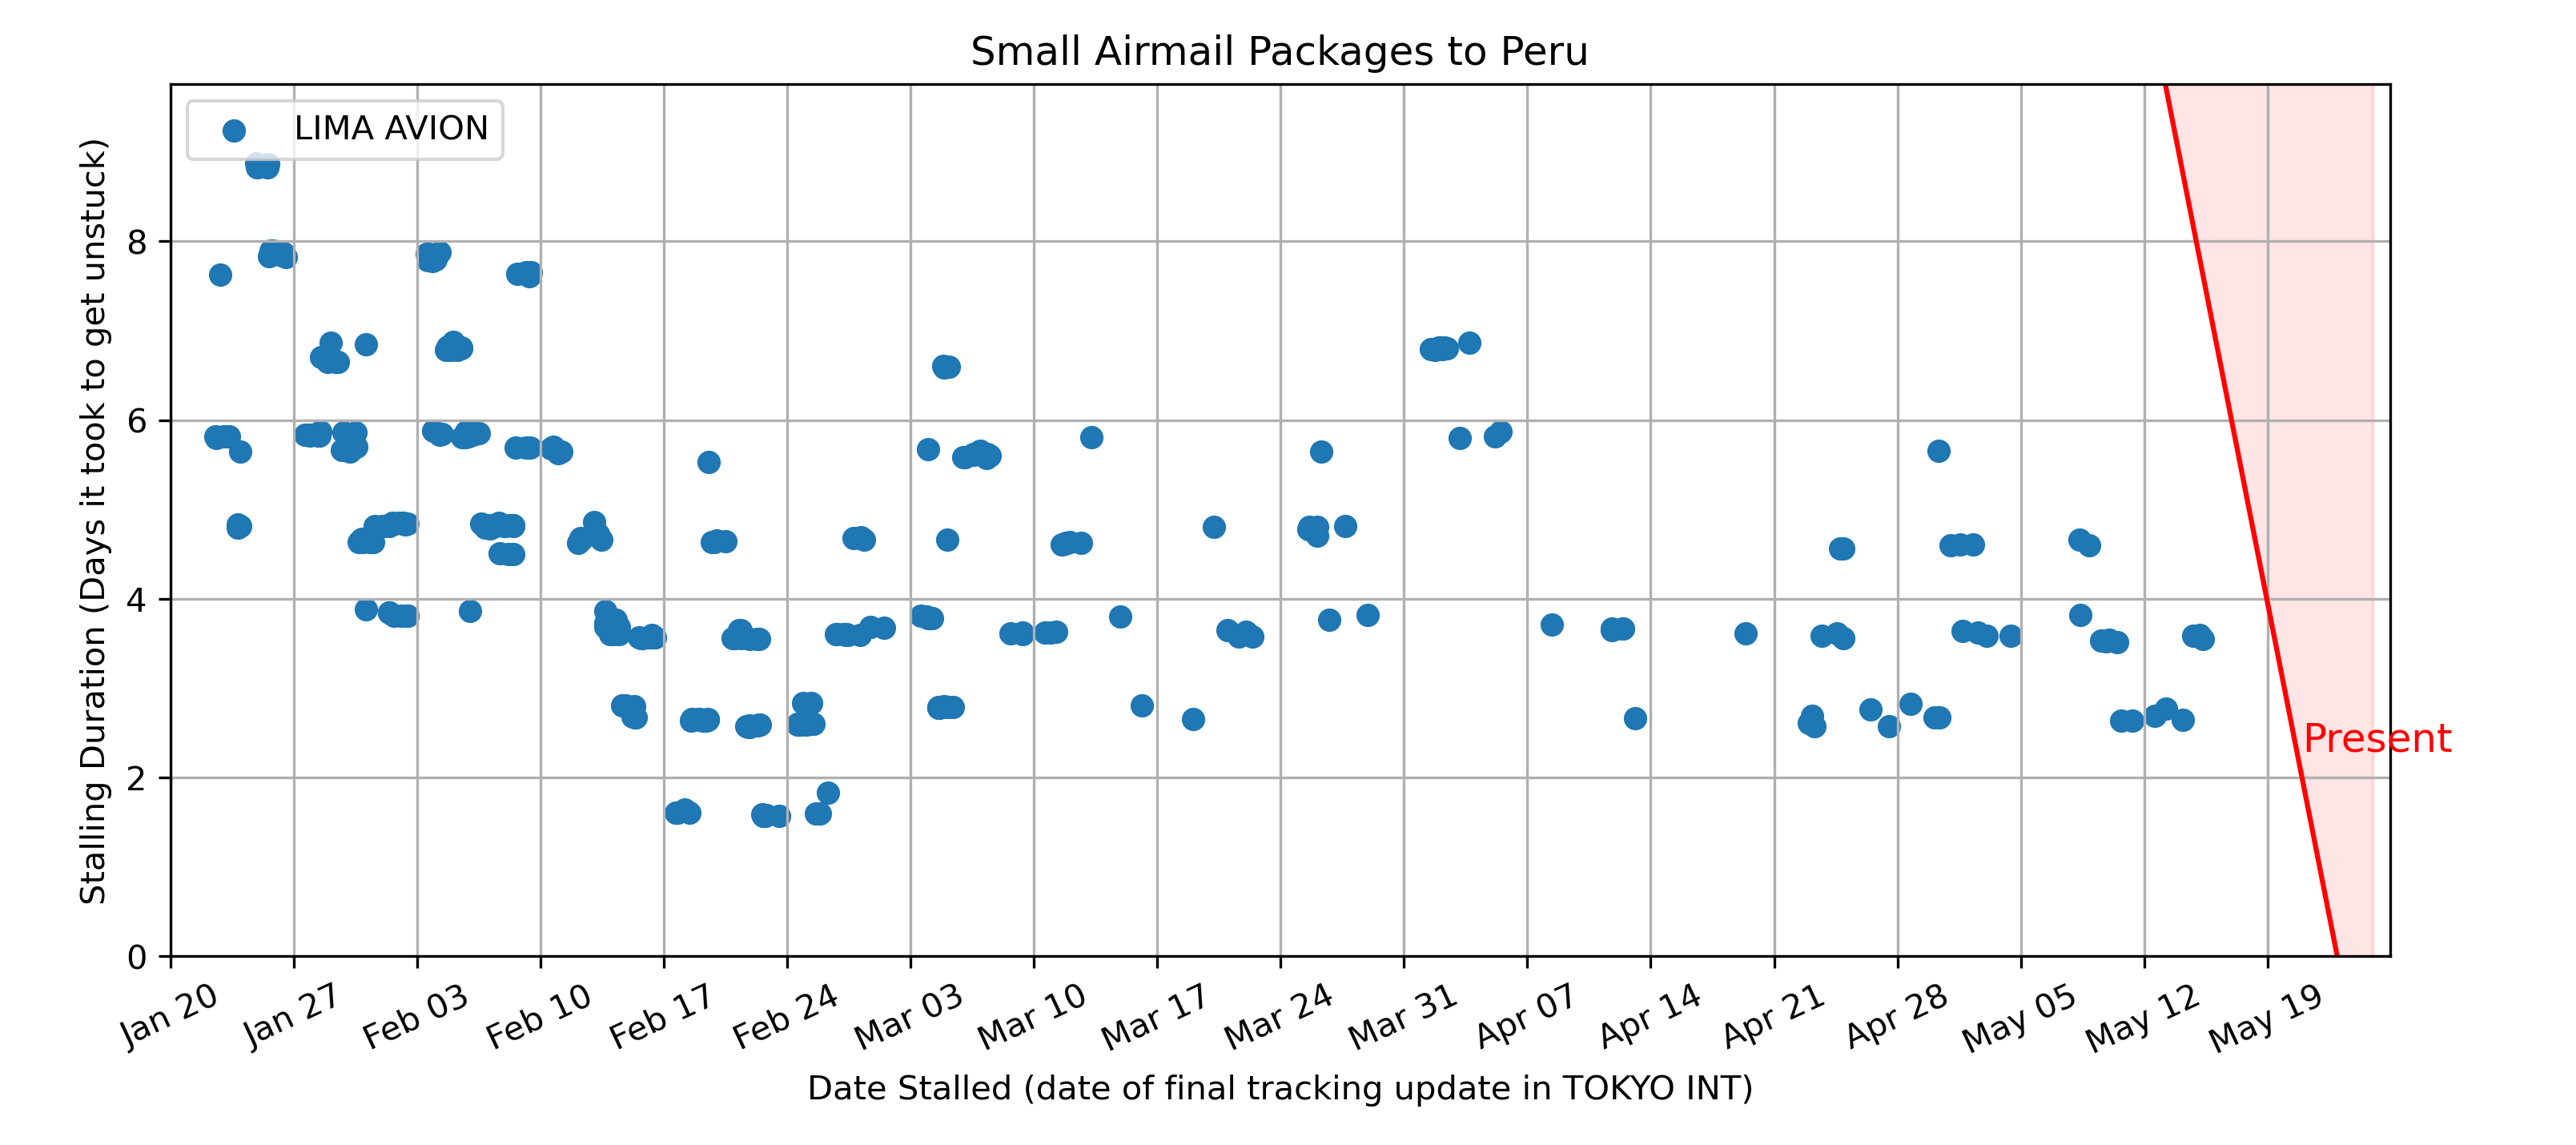 Small Airmail Packages to Peru
LIMA AVION
Stalling Duration (Days it took to get unstuck)
8
6
4
2
0
Present
Jan 20
Jan 27
Feb 03
Feb 10
Feb 17
Feb 24
Mar 03
Mar 10
Mar 17
Mar 24
Mar 31
Apr 07
Apr 14
Apr 21
Apr 28
May 05
May 12
May 19
Date Stalled (date of final tracking update in TOKYO INT)